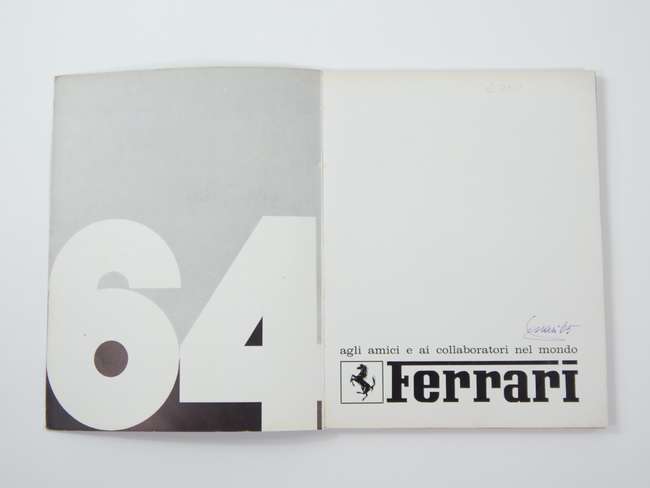 64
agli amici e ai collaboratori nel mondo
Ferrari